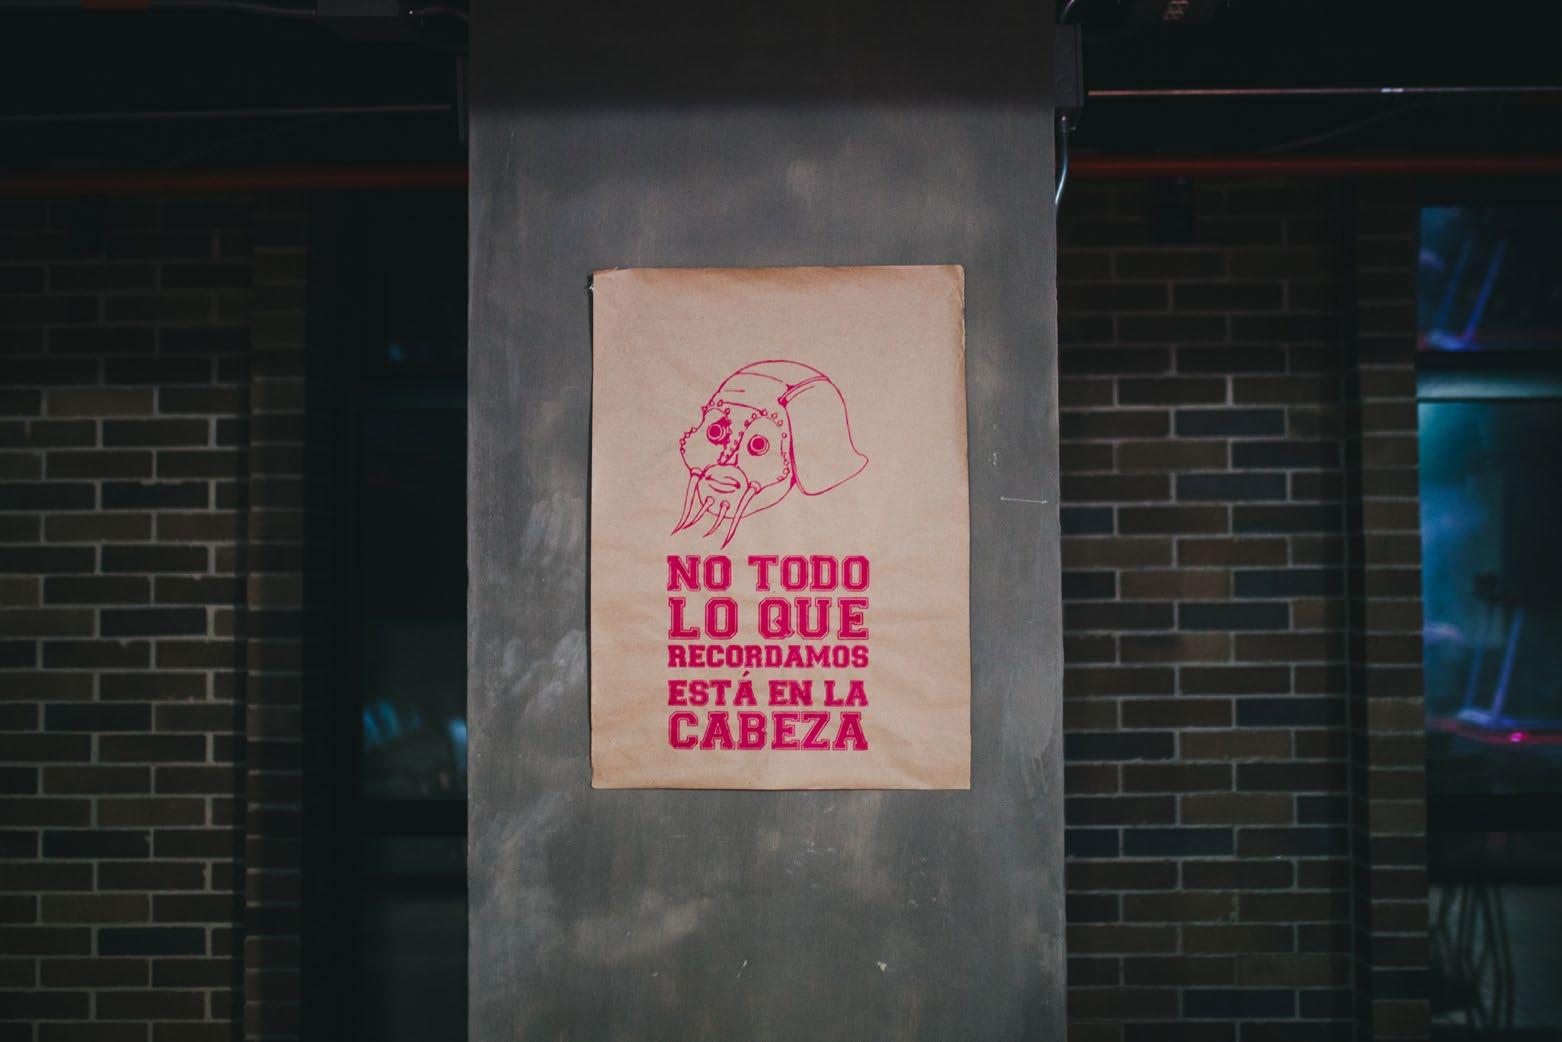 NO TODO
LO QUE
RECORDAMOS
ESTÁ EN LA
CABEZA